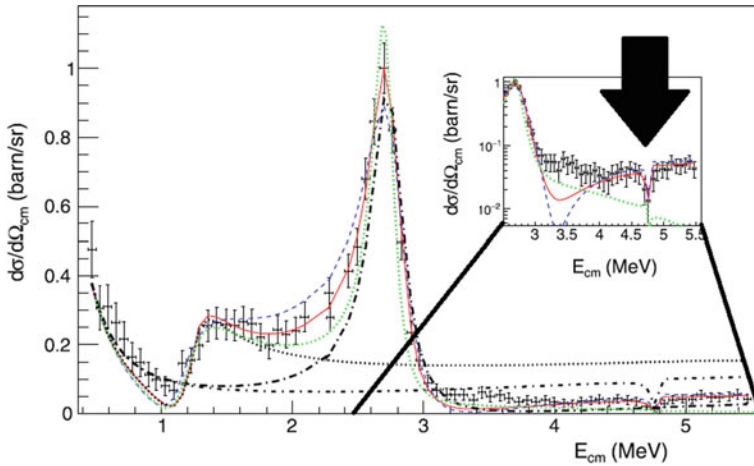 dσ/dΩcm (barn/sr)
1
0.8
0.6
0.4
0.2
0
1 2 3 4 5
Ecm (MeV)
dσ/dΩcm (barn/sr)
1
10⁻¹
10⁻²
3 3.5 4 4.5 5 5.5
Ecm (MeV)